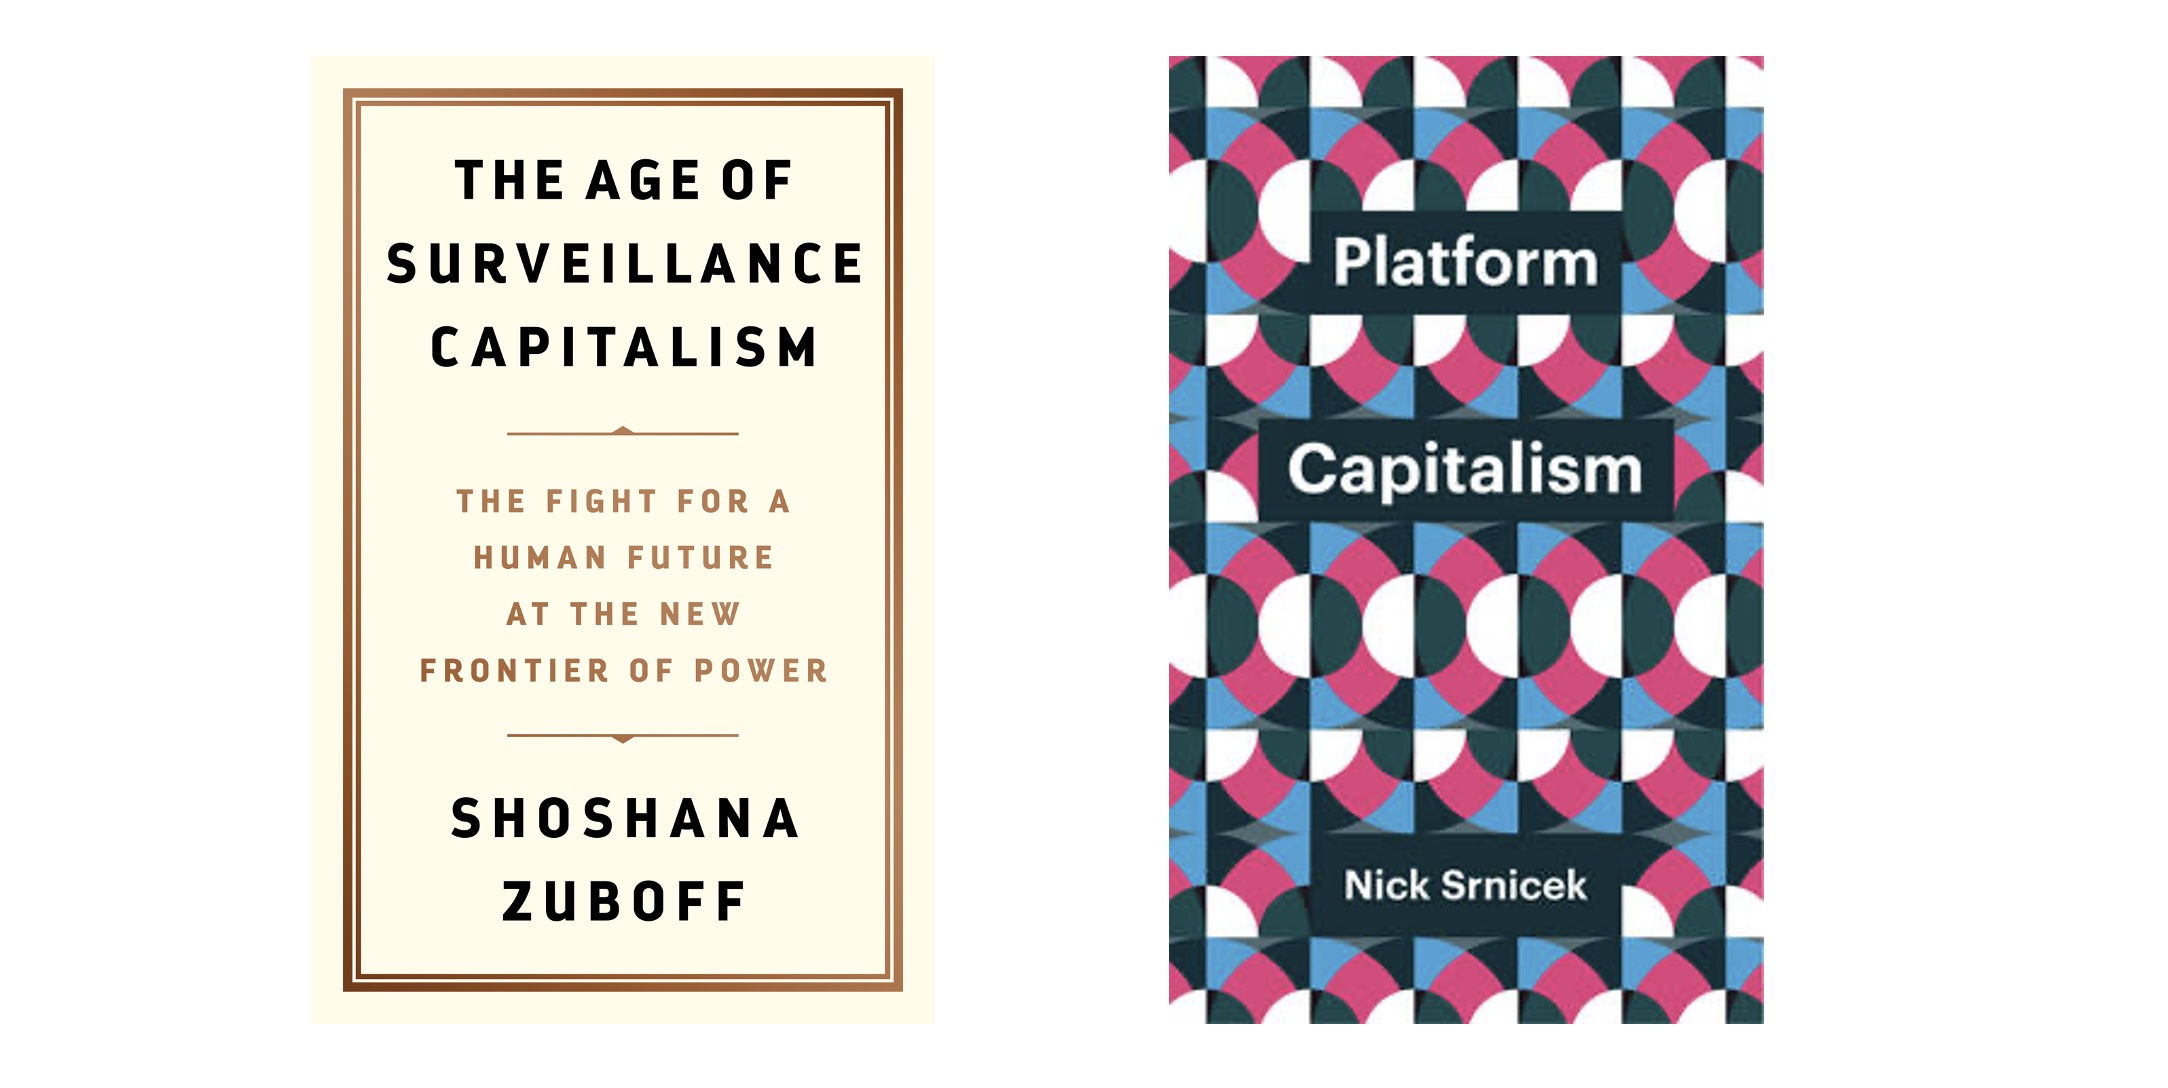 THE AGE OF
SURVEILLANCE
CAPITALISM
THE FIGHT FOR A
HUMAN FUTURE
AT THE NEW
FRONTIER OF POWER
SHOSHANA
ZUBOFF
Platform
Capitalism
Nick Srnicek